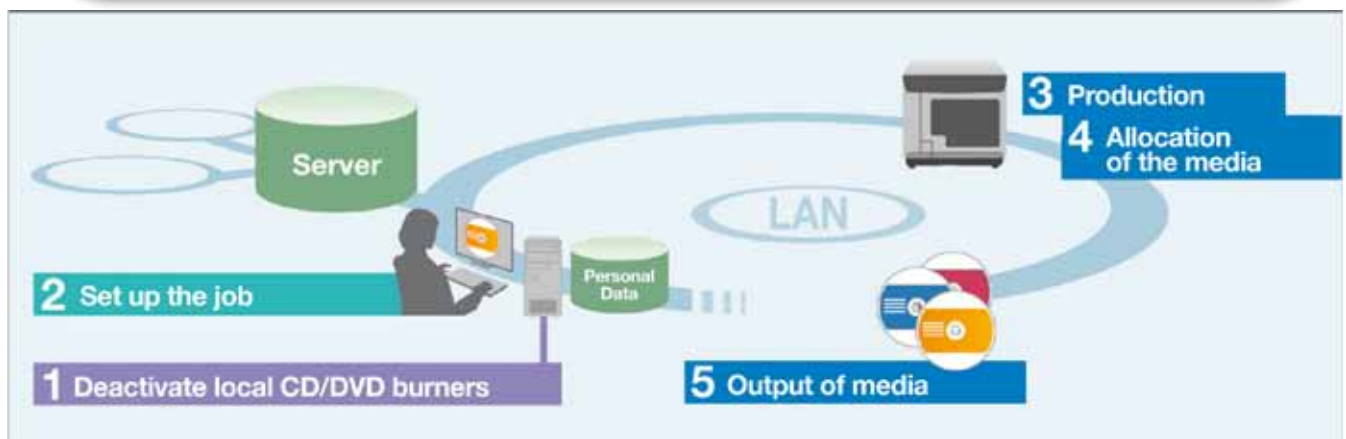 Server
LAN
Personal
Data
3 Production
4 Allocation
of the media
2 Set up the job
1 Deactivate local CD/DVD burners
5 Output of media